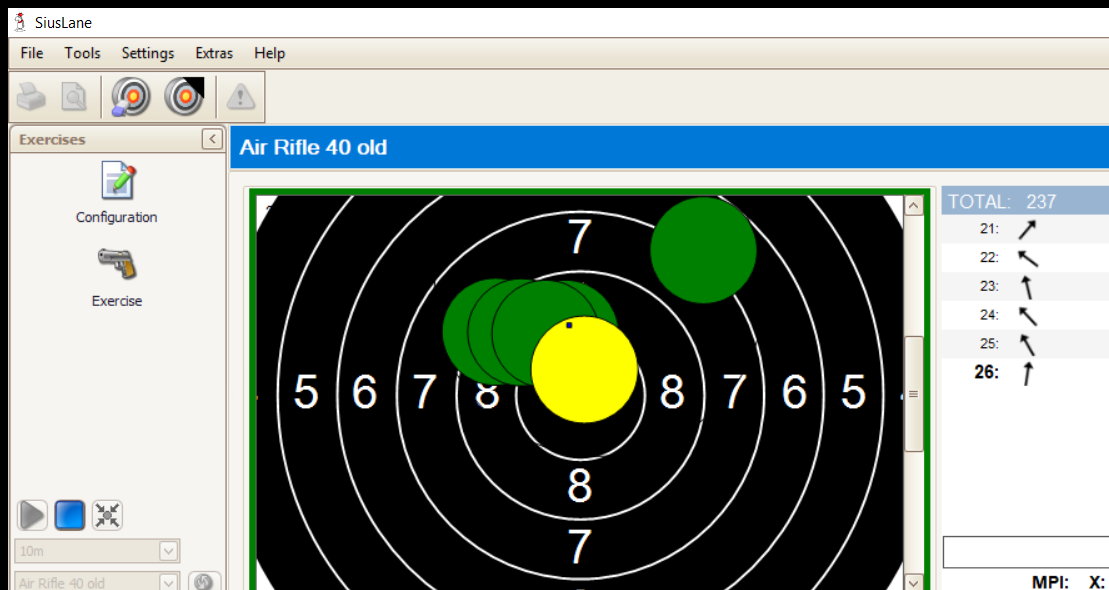 SiusLane
File Tools Settings Extras Help
Exercises
Air Rifle 40 old
Configuration
Exercise
10m
Air Rifle 40 old
7
5 6 7 8 8 7 6 5
8
7
TOTAL: 237
21:
22:
23:
24:
25:
26:
MPI: X: